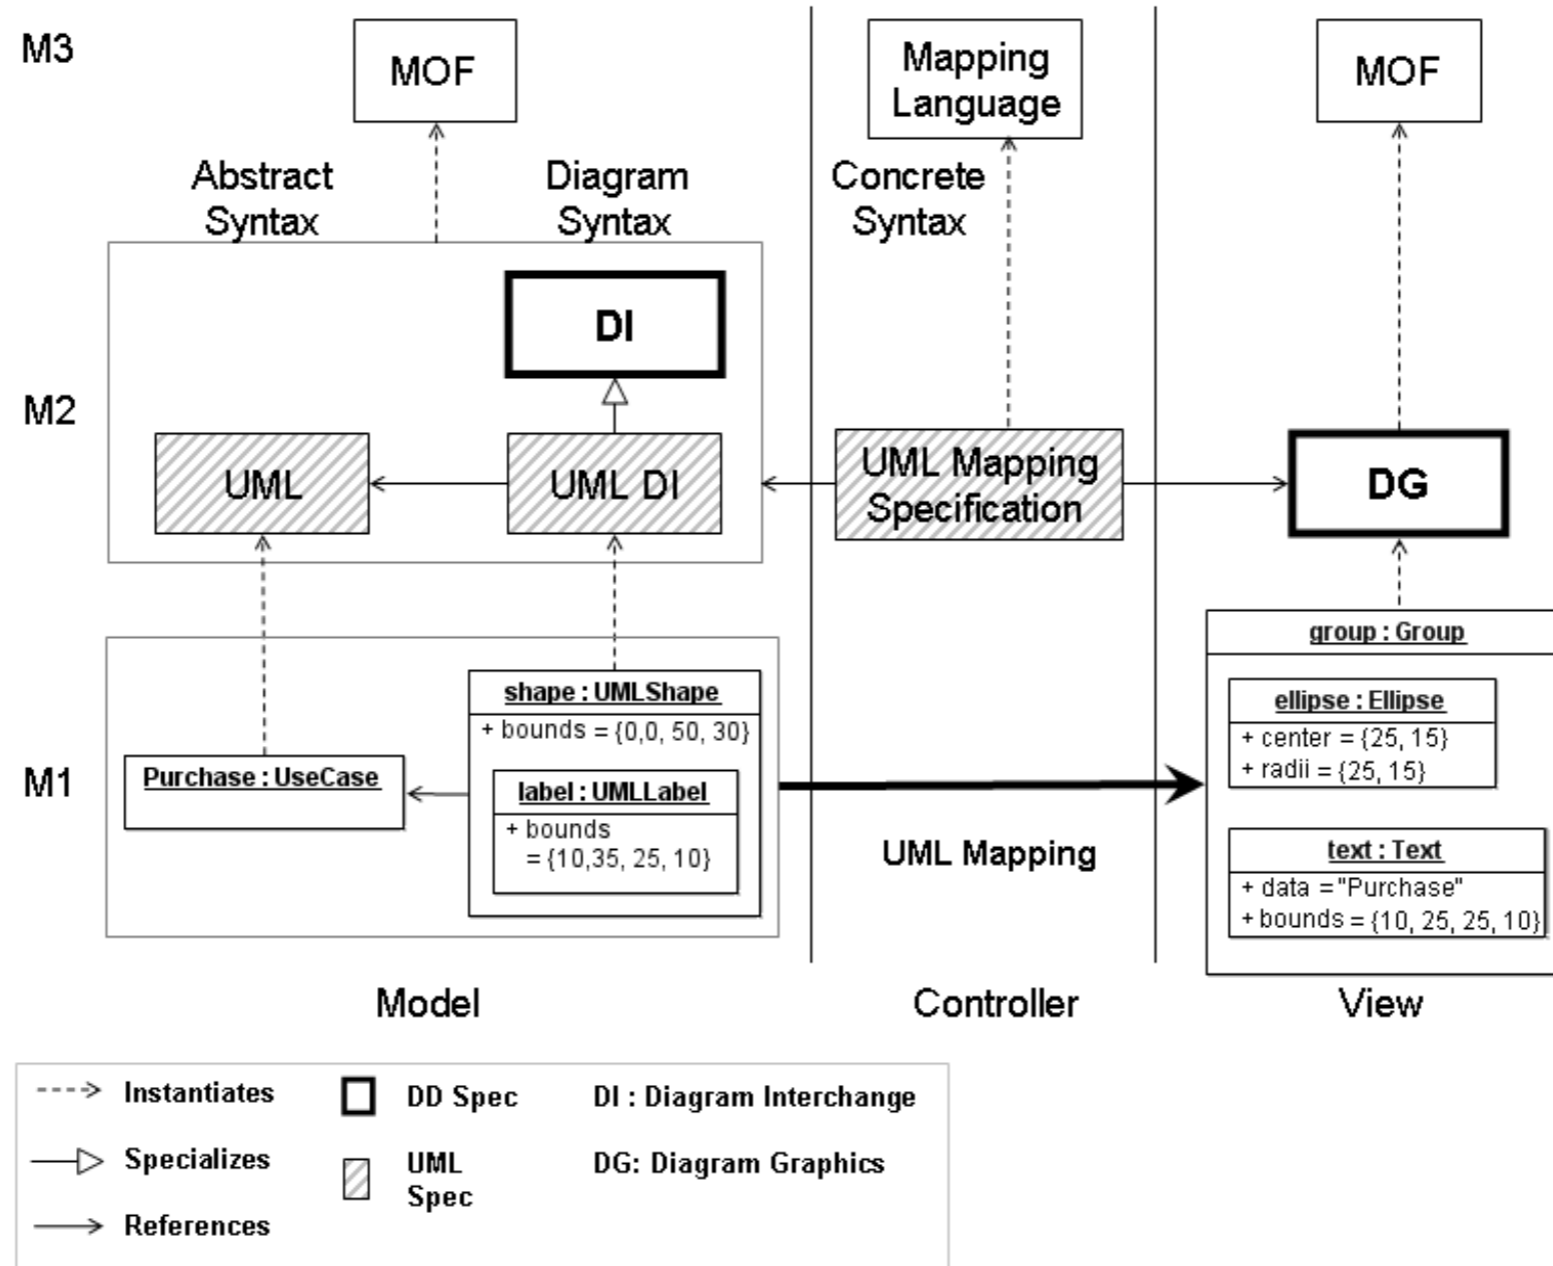 M3
MOF
Mapping
Language
MOF
Abstract
Syntax
Diagram
Syntax
Concrete
Syntax
DI
M2
UML
UML DI
UML Mapping
Specification
DG
group : Group
shape : UMLShape
+ bounds = {0,0, 50, 30}
ellipse : Ellipse
+ center = {25, 15}
+ radii = {25, 15}
M1
Purchase : UseCase
label : UMLLabel
+ bounds
= {10,35, 25, 10}
UML Mapping
text : Text
+ data = "Purchase"
+ bounds = {10, 25, 25, 10}
Model
Controller
View
Instantiates
DD Spec
DI : Diagram Interchange
Specializes
UML
Spec
DG: Diagram Graphics
References